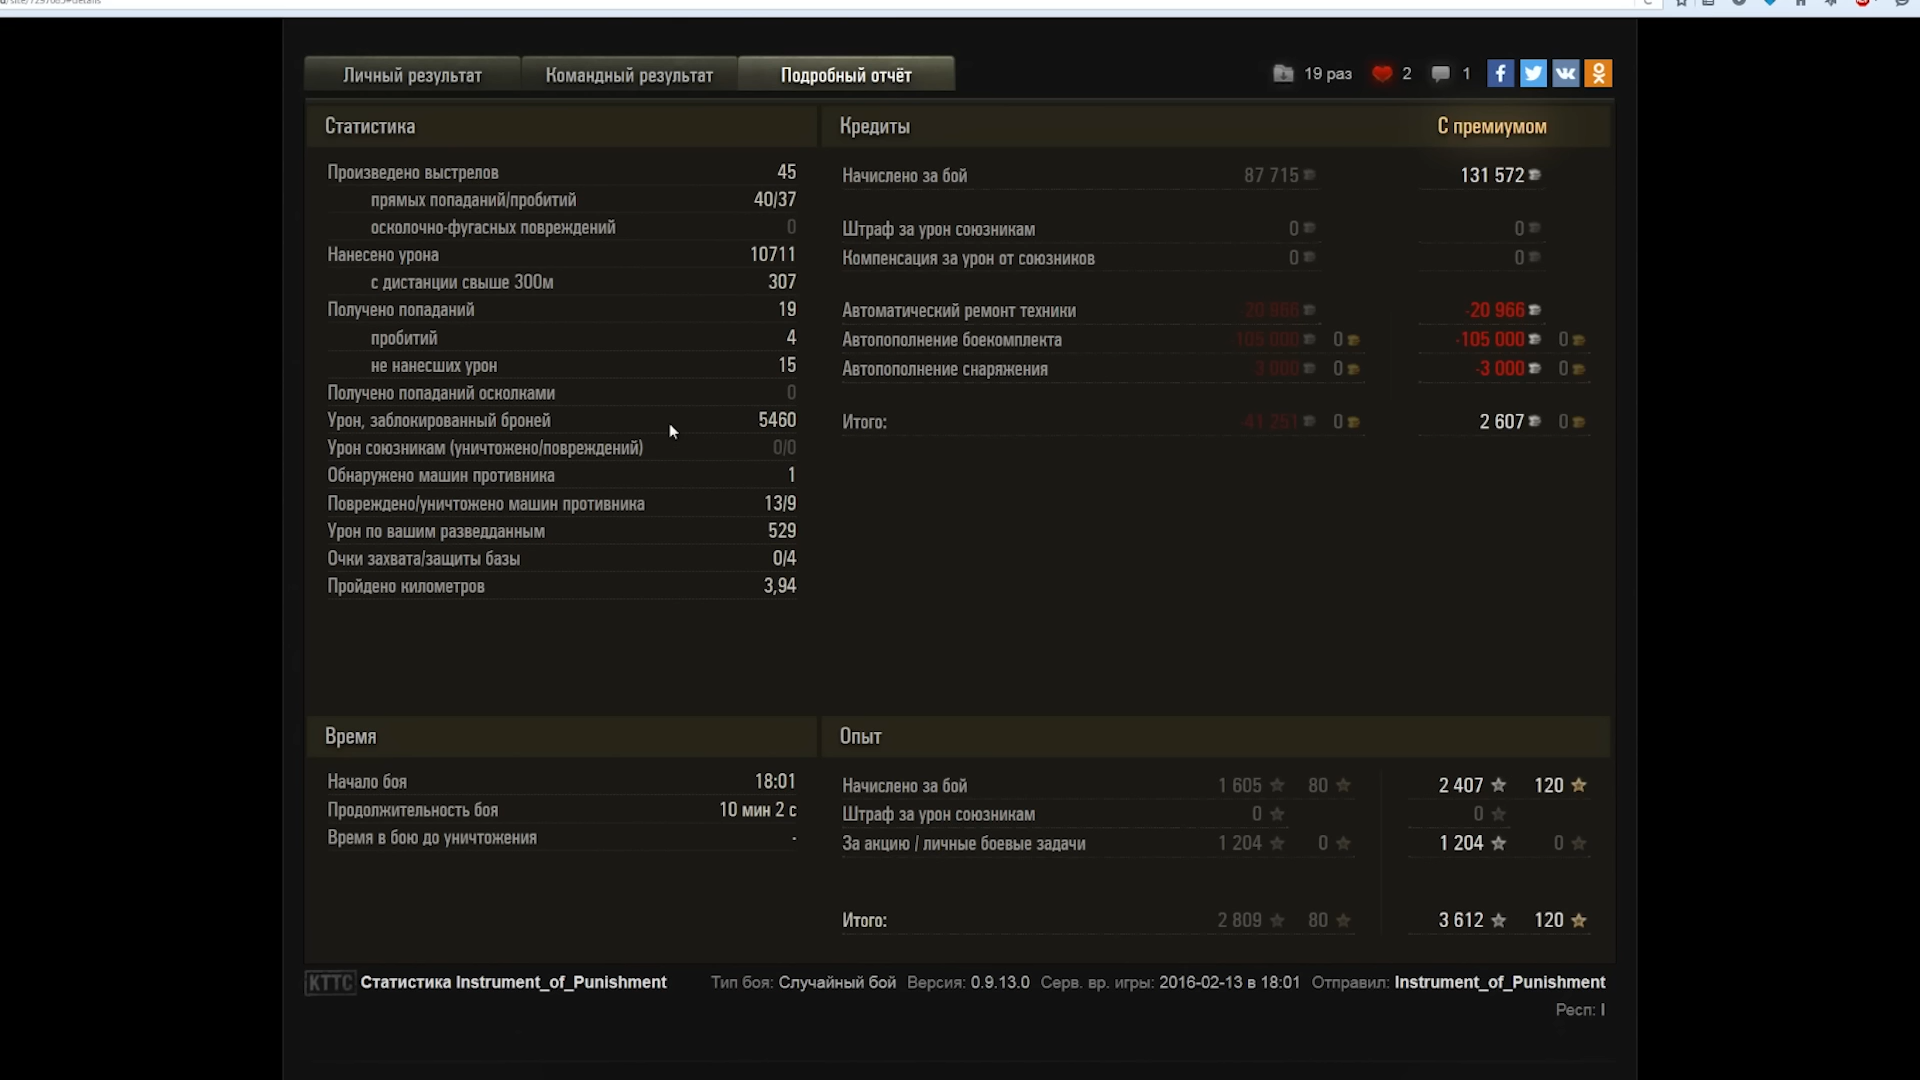 Личный результат Командный результат Подробный отчёт 19 раз 2 1
Статистика
Произведено выстрелов 45
прямых попаданий/пробитий 40/37
осколочно-фугасных повреждений 0
Нанесено урона 10711
с дистанции свыше 300м 307
Получено попаданий 19
пробитий 4
не нанесших урон 15
Получено попаданий осколками 0
Урон, заблокированный броней 5460
Урон союзникам (уничтожено/повреждений) 0/0
Обнаружено машин противника 1
Повреждено/уничтожено машин противника 13/9
Урон по вашим разведданным 529
Очки захвата/защиты базы 0/4
Пройдено километров 3,94
Кредиты С премиумом
Начислено за бой 87 715 131 572
Штраф за урон союзникам 0 0
Компенсация за урон от союзников 0 0
Автоматический ремонт техники -20 966 -20 966
Автопополнение боекомплекта -105 000 0 -105 000 0
Автопополнение снаряжения -3 000 0 -3 000 0
Итого: -41 251 0 2 607 0
Время
Начало боя 18:01
Продолжительность боя 10 мин 2 с
Время в бою до уничтожения -
Опыт
Начислено за бой 1 605 80 2 407 120
Штраф за урон союзникам 0 0
За акцию / личные боевые задачи 1 204 0 1 204 0
Итого: 2 809 80 3 612 120
КТТС Статистика Instrument_of_Punishment Тип боя: Случайный бой Версия: 0.9.13.0 Серв. вр. игры: 2016-02-13 в 18:01 Отправил: Instrument_of_Punishment
Респ: I